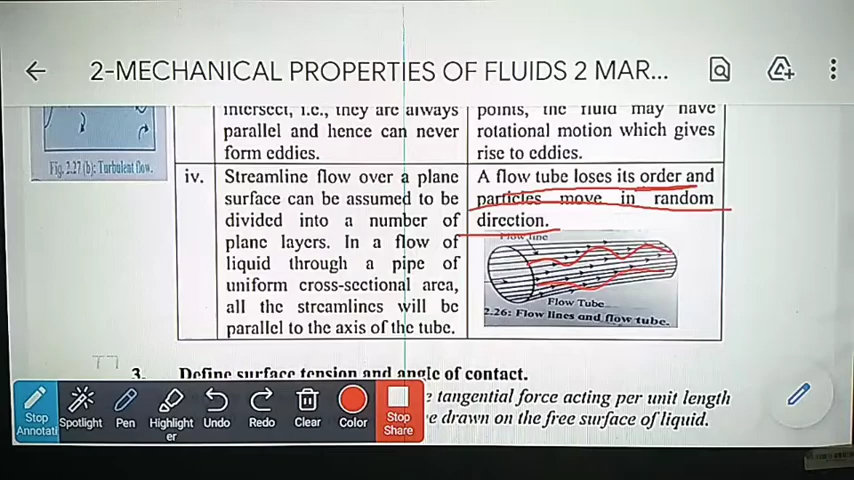 2-MECHANICAL PROPERTIES OF FLUIDS 2 MAR...
intersect, i.e., they are always
parallel and hence can never
form eddies.
points, the fluid may have
rotational motion which gives
rise to eddies.
Fig. 2.27 (b): Turbulent flow.
iv.
Streamline flow over a plane
surface can be assumed to be
divided into a number of
plane layers. In a flow of
liquid through a pipe of
uniform cross-sectional area,
all the streamlines will be
parallel to the axis of the tube.
A flow tube loses its order and
particles move in random
direction.
Flow line
Flow Tube
2.26: Flow lines and flow tube.
3. Define surface tension and angle of contact.
tangential force acting per unit length
e drawn on the free surface of liquid.
Stop
Annotati
Spotlight
Pen
Highlight
er
Undo
Redo
Clear
Color
Stop
Share